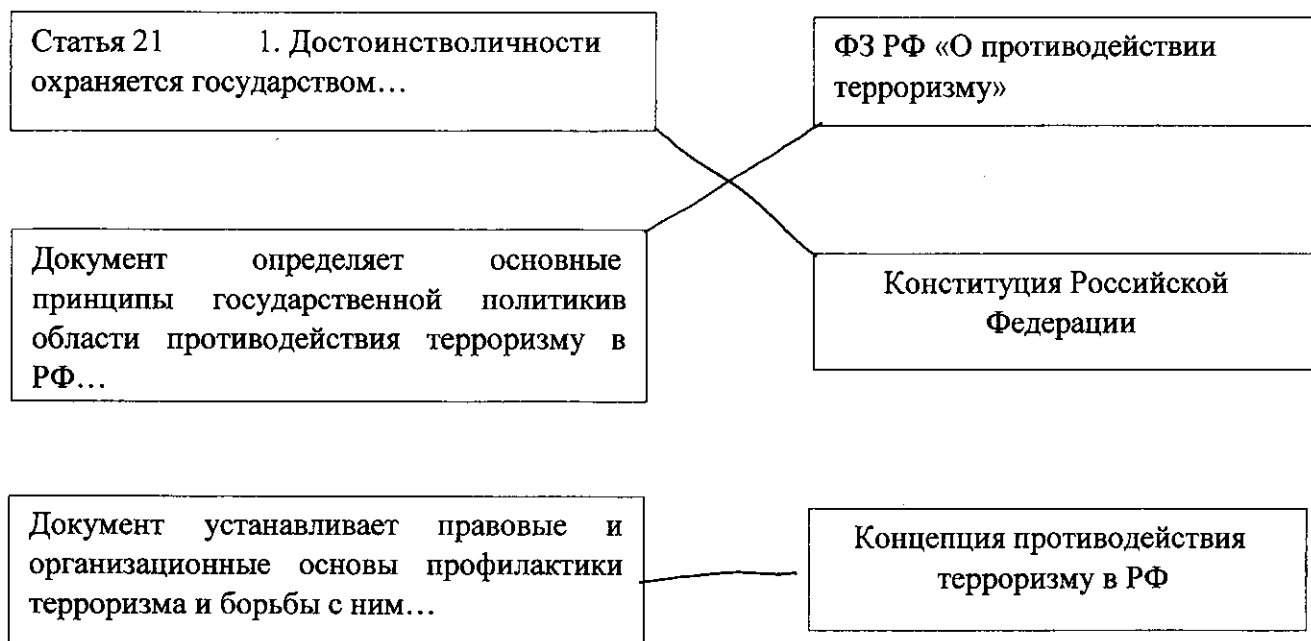 Статья 21 1. Достоинстволичности
охраняется государством…
ФЗ РФ «О противодействии
терроризму»
Документ определяет основные
принципы государственной политикив
области противодействия терроризму в
РФ…
Конституция Российской
Федерации
Документ устанавливает правовые и
организационные основы профилактики
терроризма и борьбы с ним…
Концепция противодействия
терроризму в РФ